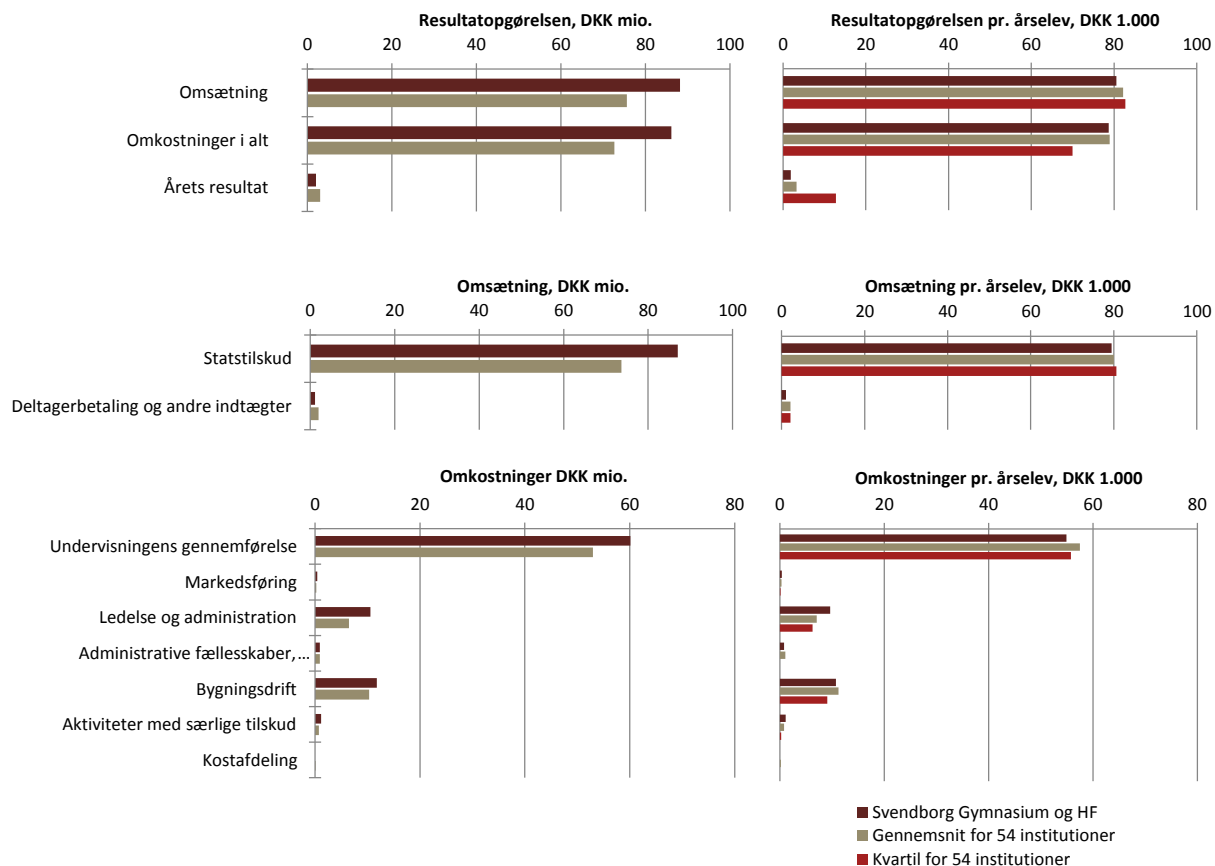 Resultatopgørelsen, DKK mio.
0 20 40 60 80 100
Omsætning
Omkostninger i alt
Årets resultat
Resultatopgørelsen pr. årselev, DKK 1.000
0 20 40 60 80 100
Omsætning, DKK mio.
0 20 40 60 80 100
Statstilskud
Deltagerbetaling og andre indtægter
Omsætning pr. årselev, DKK 1.000
0 20 40 60 80 100
Omkostninger DKK mio.
0 20 40 60 80
Undervisningens gennemførelse
Markedsføring
Ledelse og administration
Administrative fællesskaber,...
Bygningsdrift
Aktiviteter med særlige tilskud
Kostafdeling
Omkostninger pr. årselev, DKK 1.000
0 20 40 60 80
Svendborg Gymnasium og HF
Gennemsnit for 54 institutioner
Kvartil for 54 institutioner